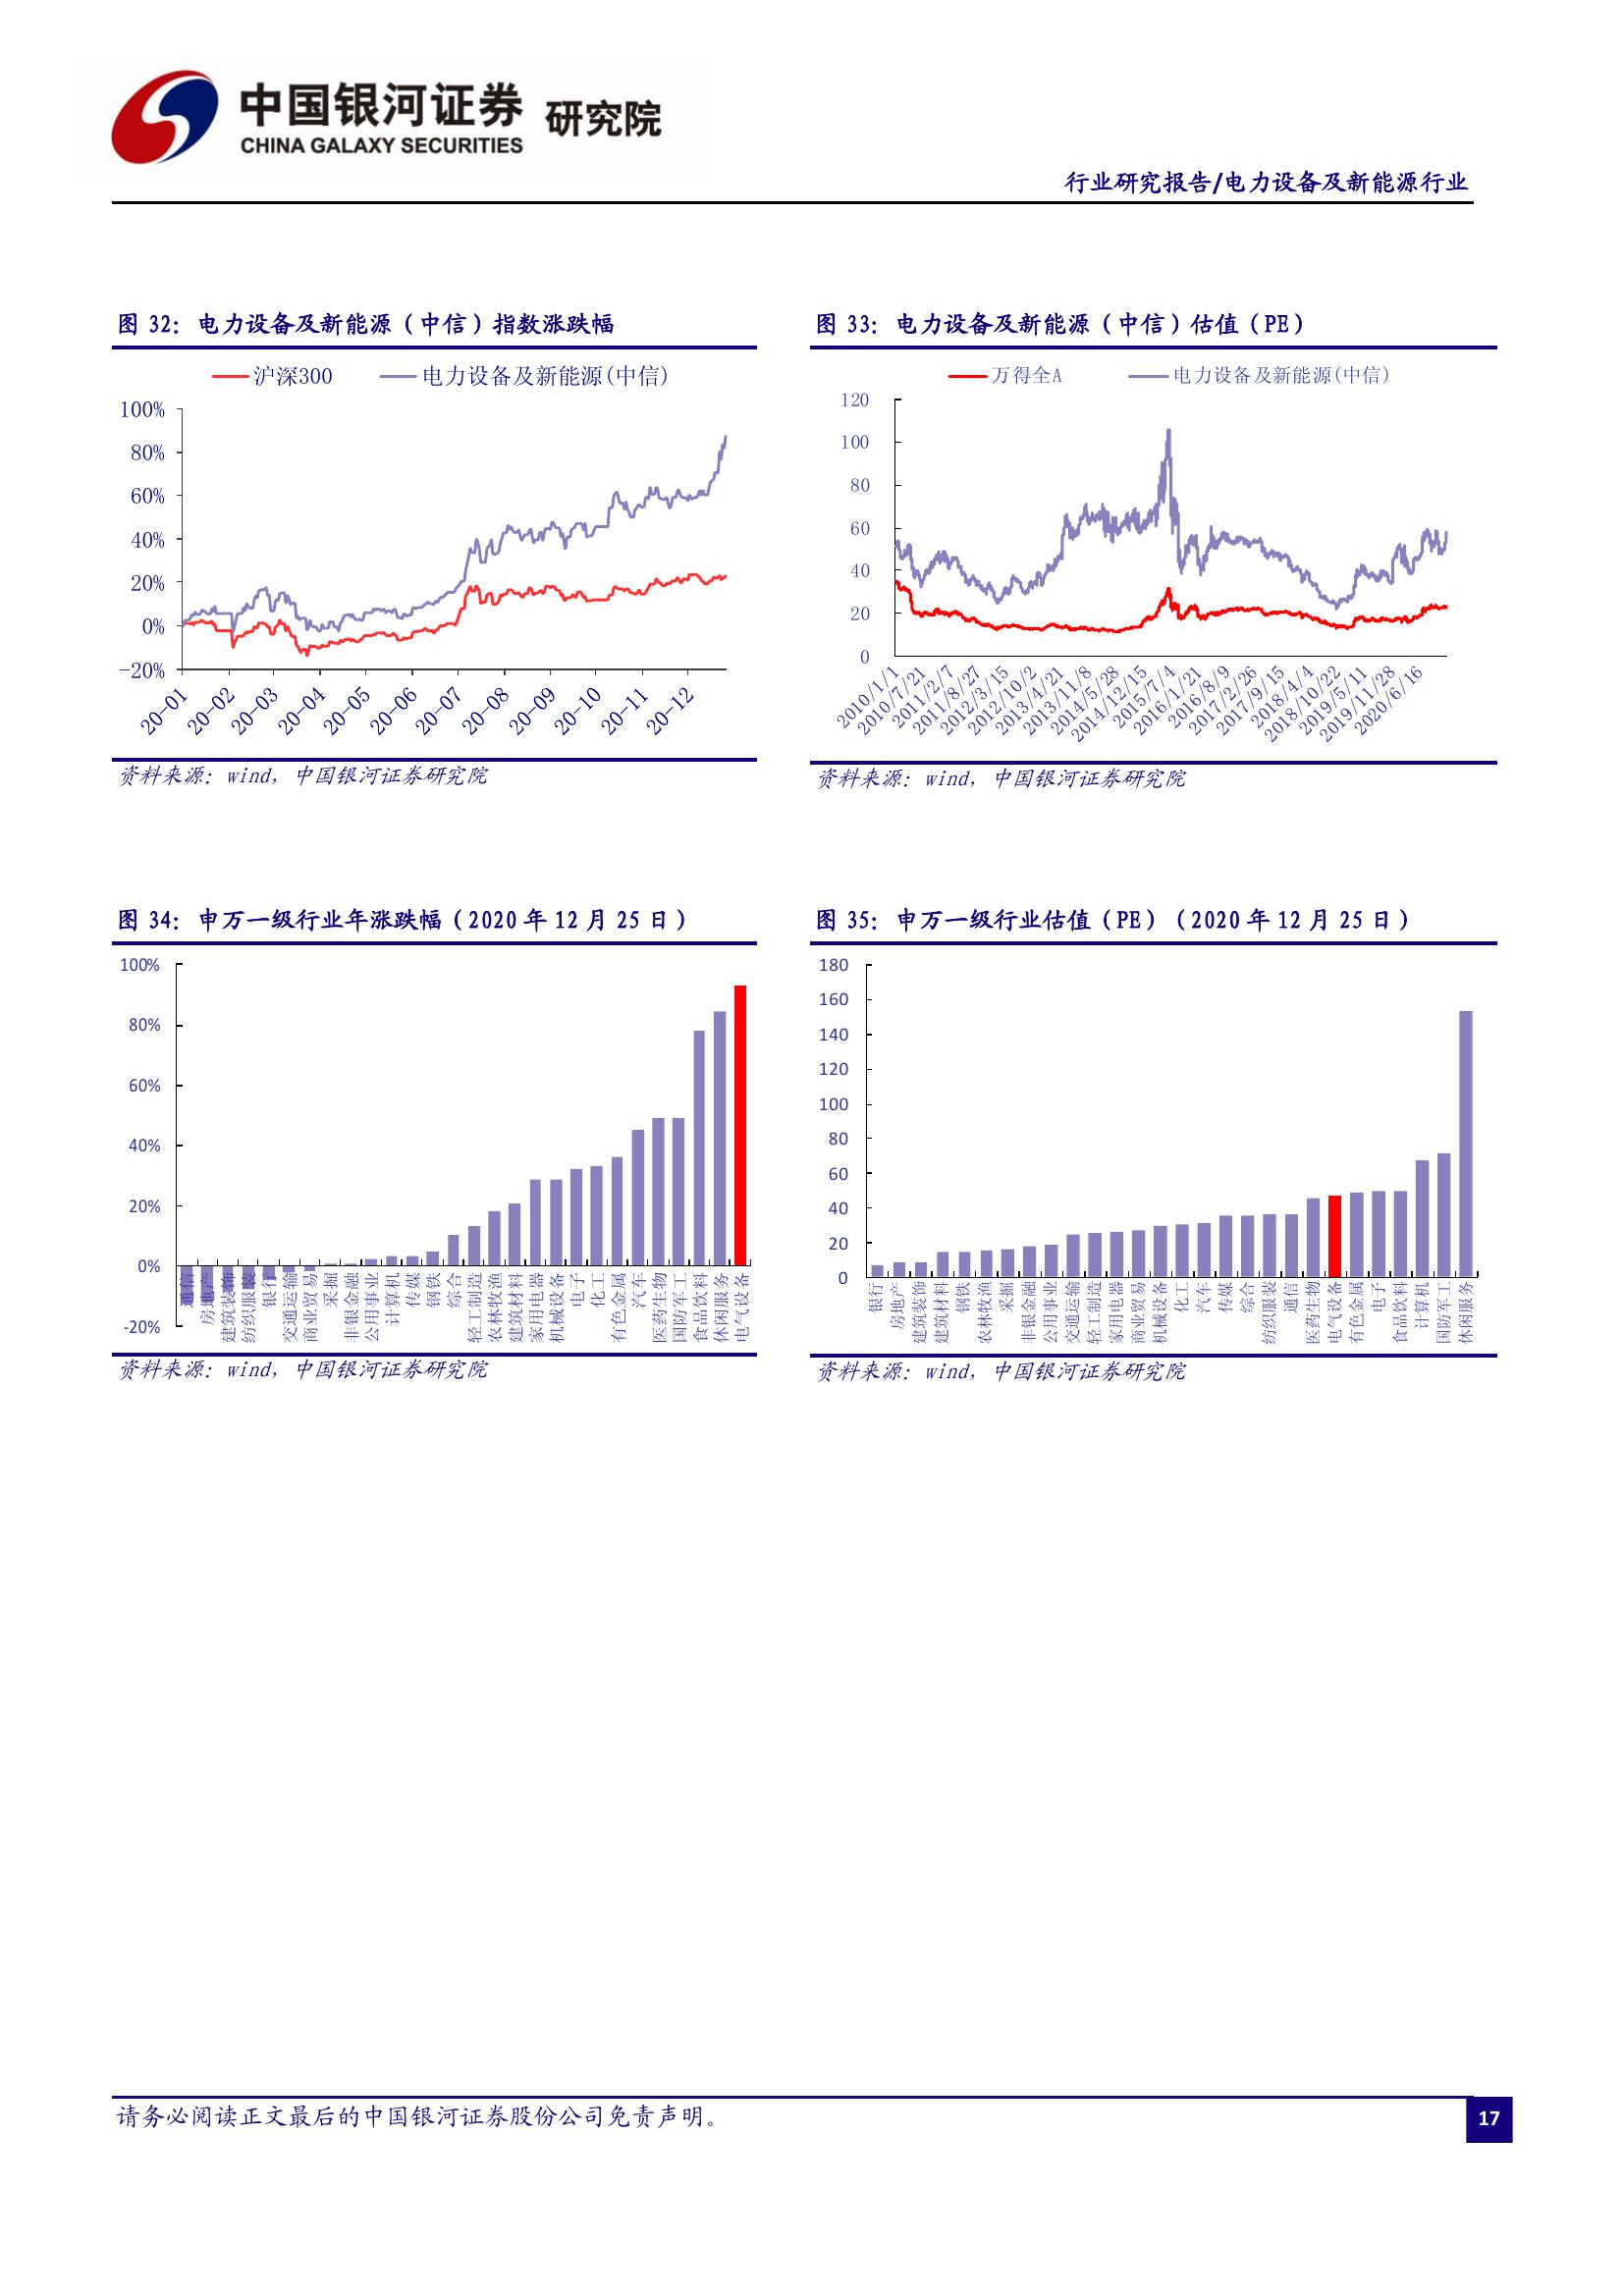 中国银河证券 研究院
CHINA GALAXY SECURITIES
行业研究报告/电力设备及新能源行业
图 32：电力设备及新能源（中信）指数涨跌幅
沪深300 电力设备及新能源(中信)
100%
80%
60%
40%
20%
0%
-20%
20-01 20-02 20-03 20-04 20-05 20-06 20-07 20-08 20-09 20-10 20-11 20-12
资料来源：wind，中国银河证券研究院
图 33：电力设备及新能源（中信）估值（PE）
万得全A 电力设备及新能源(中信)
120
100
80
60
40
20
0
2010/1/1 2010/7/21 2011/2/7 2011/8/27 2012/3/15 2012/10/2 2013/4/21 2013/11/8 2014/5/28 2014/12/15 2015/7/4 2016/1/21 2016/8/9 2017/2/26 2017/9/15 2018/4/4 2018/10/22 2019/5/11 2019/11/28 2020/6/16
资料来源：wind，中国银河证券研究院
图 34：申万一级行业年涨跌幅（2020 年 12 月 25 日）
100%
80%
60%
40%
20%
0%
-20%
通信 房地产 建筑装饰 纺织服装 银行 交通运输 商业贸易 采掘 非银金融 公用事业 计算机 传媒 钢铁 综合 轻工制造 农林牧渔 建筑材料 家用电器 机械设备 电子 化工 有色金属 汽车 医药生物 国防军工 食品饮料 休闲服务 电气设备
资料来源：wind，中国银河证券研究院
图 35：申万一级行业估值（PE）（2020 年 12 月 25 日）
180
160
140
120
100
80
60
40
20
0
银行 房地产 建筑装饰 建筑材料 钢铁 农林牧渔 采掘 非银金融 公用事业 交通运输 轻工制造 家用电器 商业贸易 机械设备 化工 汽车 传媒 综合 纺织服装 通信 医药生物 电气设备 有色金属 电子 食品饮料 计算机 国防军工 休闲服务
资料来源：wind，中国银河证券研究院
请务必阅读正文最后的中国银河证券股份公司免责声明。
17